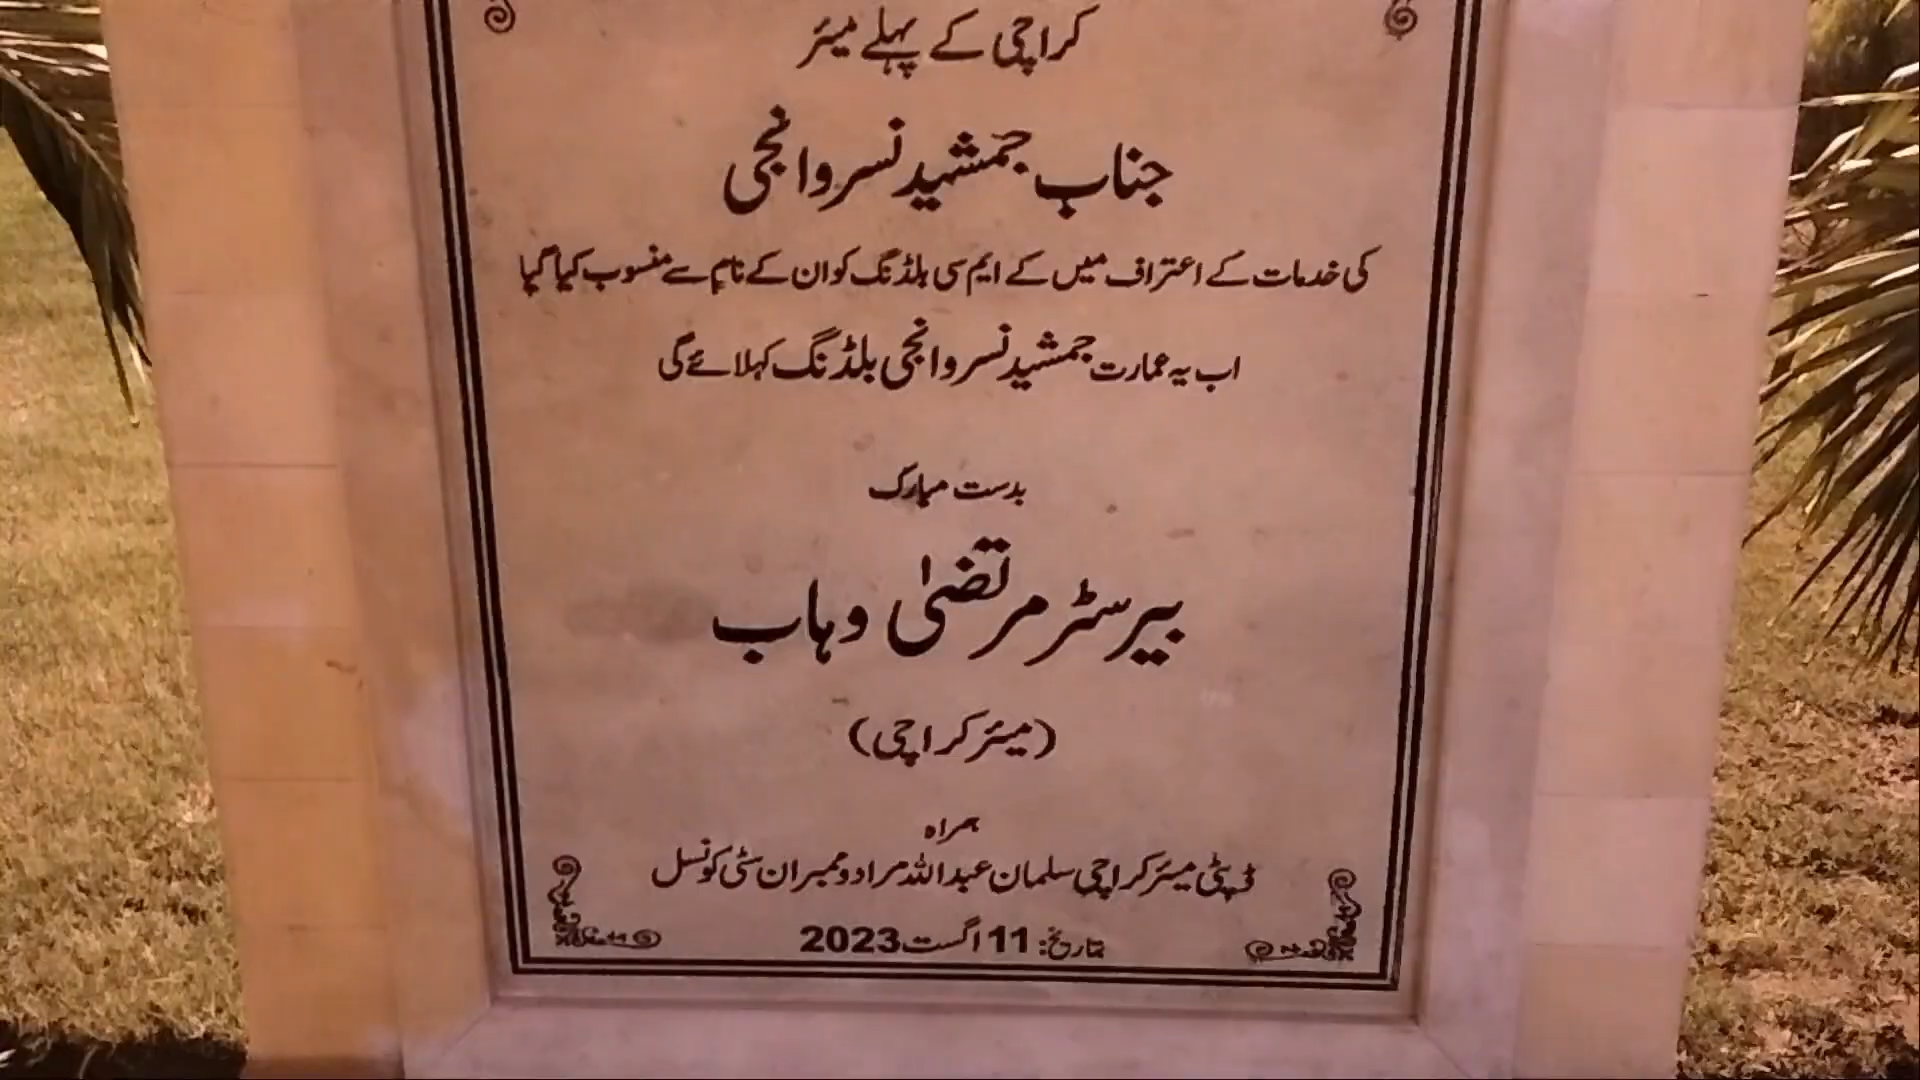 کراچی کے پہلے میئر
جناب جمشید نسروانجی
کی خدمات کے اعتراف میں کے ایم سی بلڈنگ کو ان کے نام سے منسوب کیا گیا
اب یہ عمارت جمشید نسروانجی بلڈنگ کہلائے گی
بدست مبارک
بیرسٹر مرتضیٰ وہاب
(میئر کراچی)
ہمراہ
ڈپٹی میئر کراچی سلمان عبداللہ مراد و ممبران سٹی کونسل
بتاریخ: 11 اگست 2023